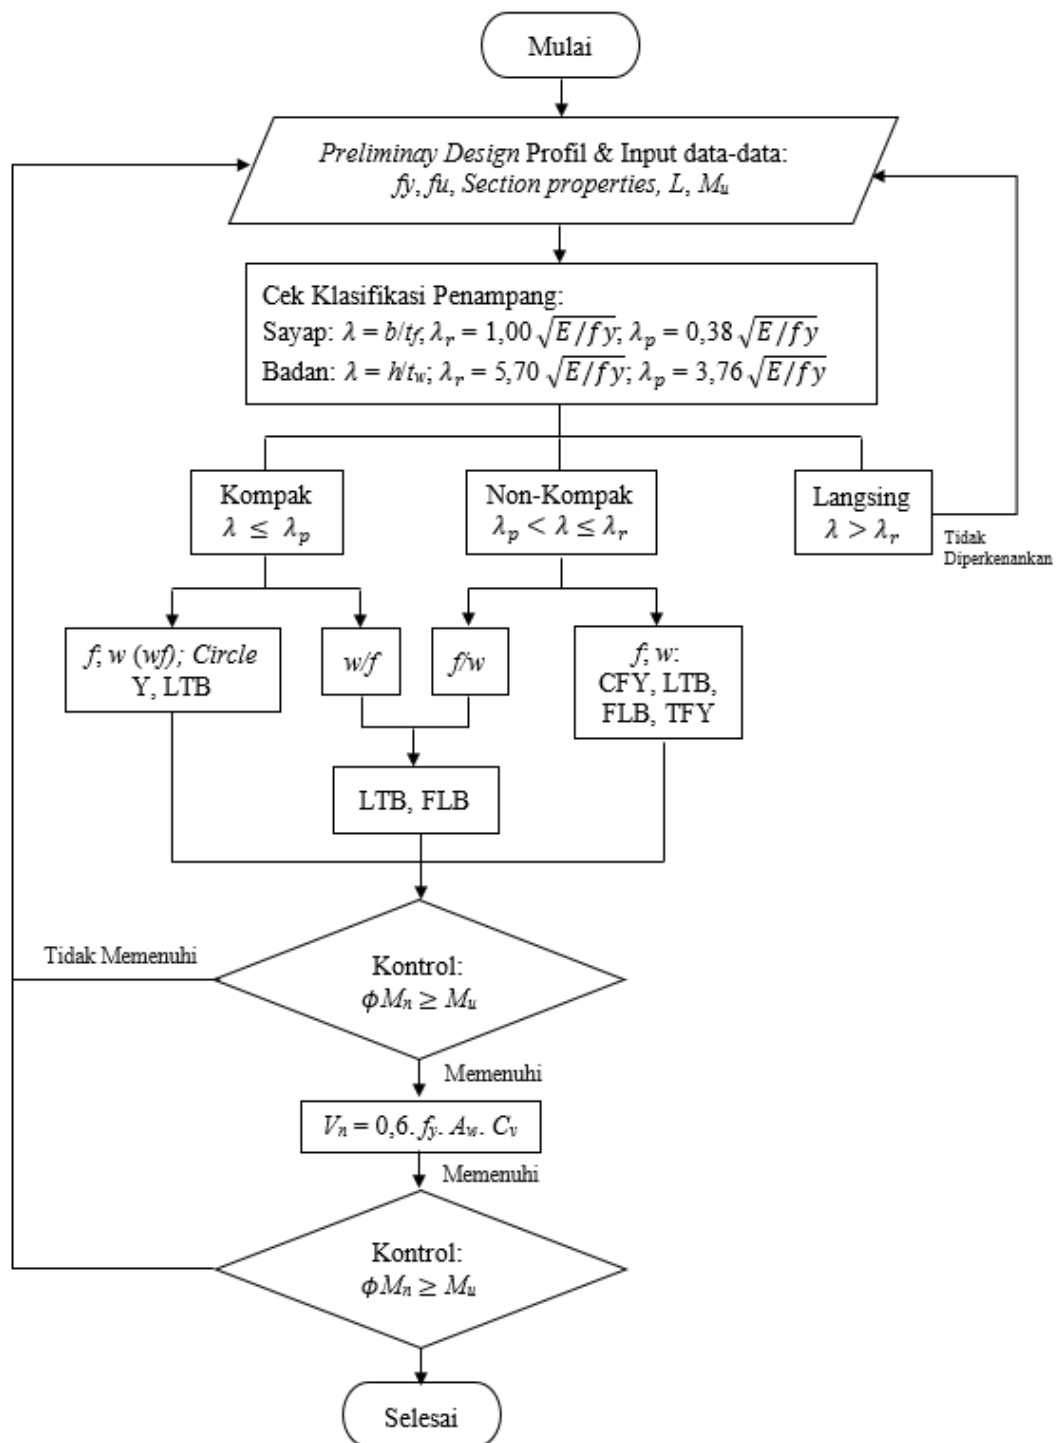 Mulai
Preliminay Design Profil & Input data-data:
fy, fu, Section properties, L, Mu
Cek Klasifikasi Penampang:
Sayap: λ = b/tf; λr = 1,00 √E/fy; λp = 0,38 √E/fy
Badan: λ = h/tw; λr = 5,70 √E/fy; λp = 3,76 √E/fy
Kompak
λ ≤ λp
Non-Kompak
λp < λ ≤ λr
Langsing
λ > λr
Tidak
Diperkenankan
f; w (wf); Circle
Y, LTB
w/f
f/w
f; w:
CFY, LTB,
FLB, TFY
LTB, FLB
Tidak Memenuhi
Kontrol:
ϕMn ≥ Mu
Memenuhi
Vn = 0,6. fy. Aw. Cv
Memenuhi
Kontrol:
ϕMn ≥ Mu
Selesai